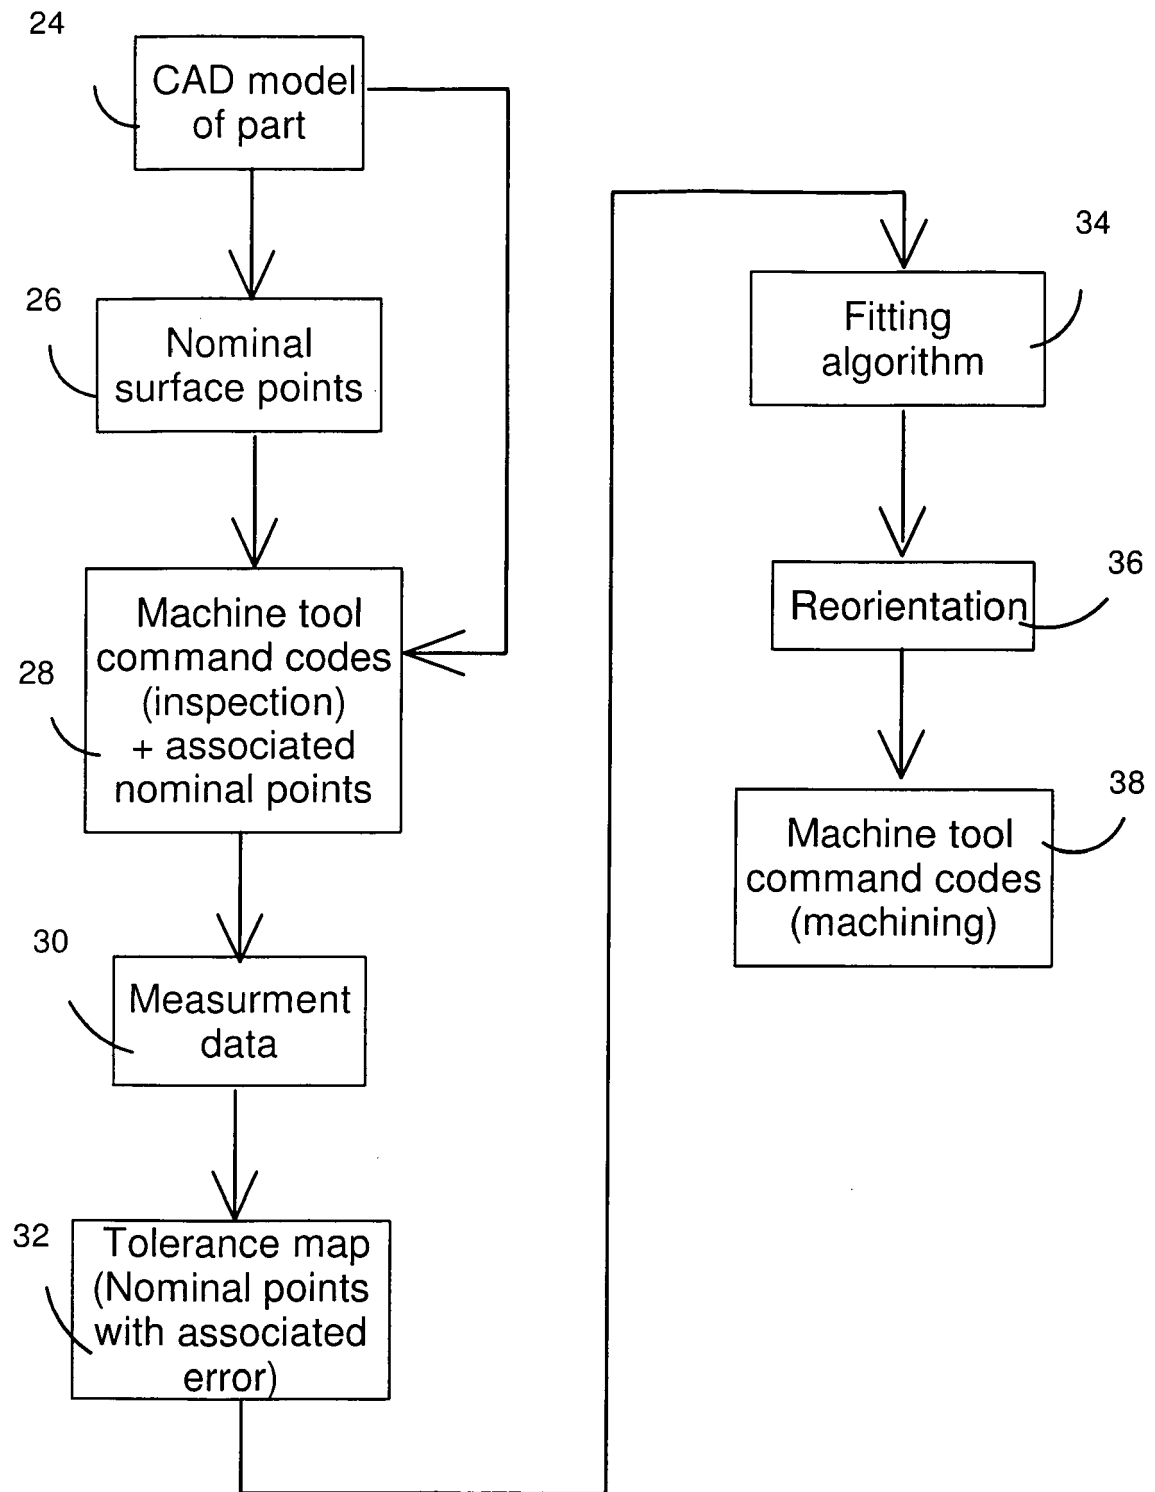 24
CAD model
of part
26
Nominal
surface points
28
Machine tool
command codes
(inspection)
+ associated
nominal points
30
Measurment
data
32
Tolerance map
(Nominal points
with associated
error)
34
Fitting
algorithm
36
Reorientation
38
Machine tool
command codes
(machining)